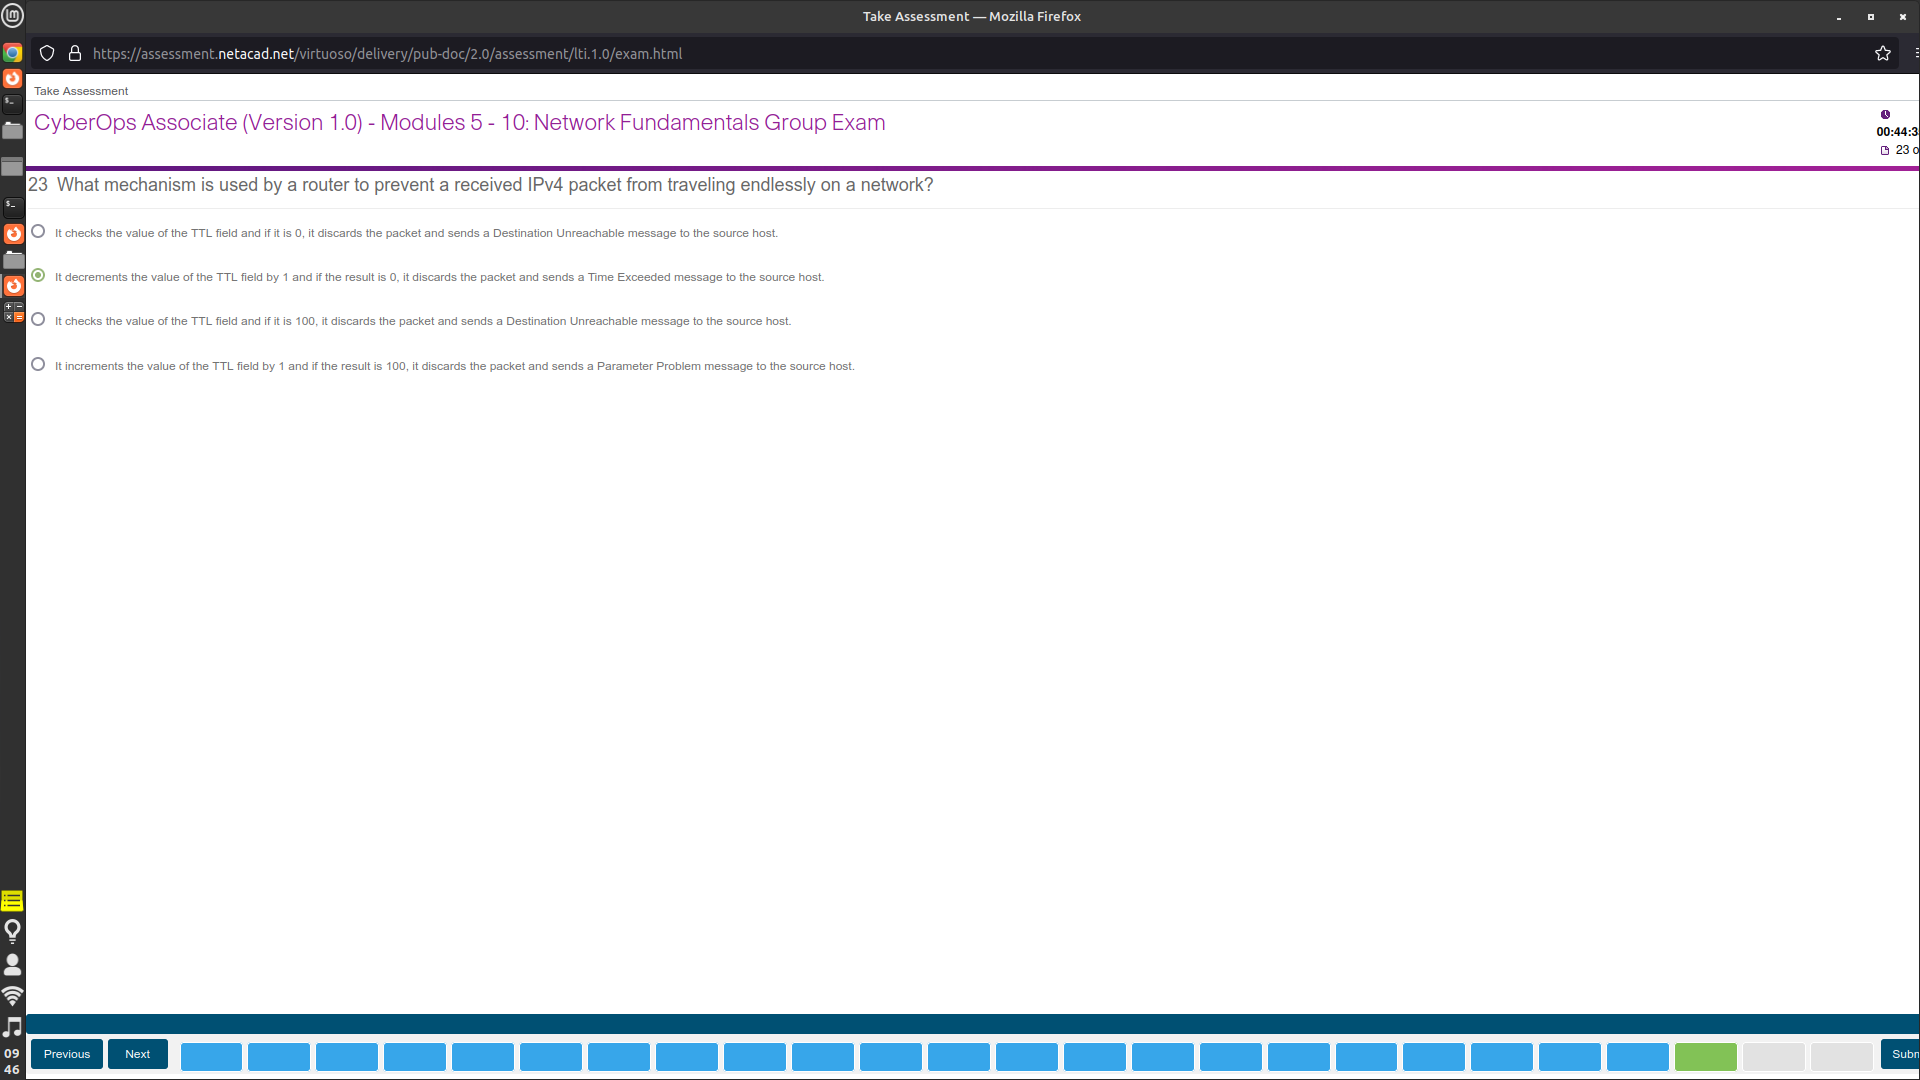 Take Assessment — Mozilla Firefox
https://assessment.netacad.net/virtuoso/delivery/pub-doc/2.0/assessment/lti.1.0/exam.html
Take Assessment
CyberOps Associate (Version 1.0) - Modules 5 - 10: Network Fundamentals Group Exam
00:44:3
23 o
23 What mechanism is used by a router to prevent a received IPv4 packet from traveling endlessly on a network?
It checks the value of the TTL field and if it is 0, it discards the packet and sends a Destination Unreachable message to the source host.
It decrements the value of the TTL field by 1 and if the result is 0, it discards the packet and sends a Time Exceeded message to the source host.
It checks the value of the TTL field and if it is 100, it discards the packet and sends a Destination Unreachable message to the source host.
It increments the value of the TTL field by 1 and if the result is 100, it discards the packet and sends a Parameter Problem message to the source host.
09
46
Previous
Next
Subm